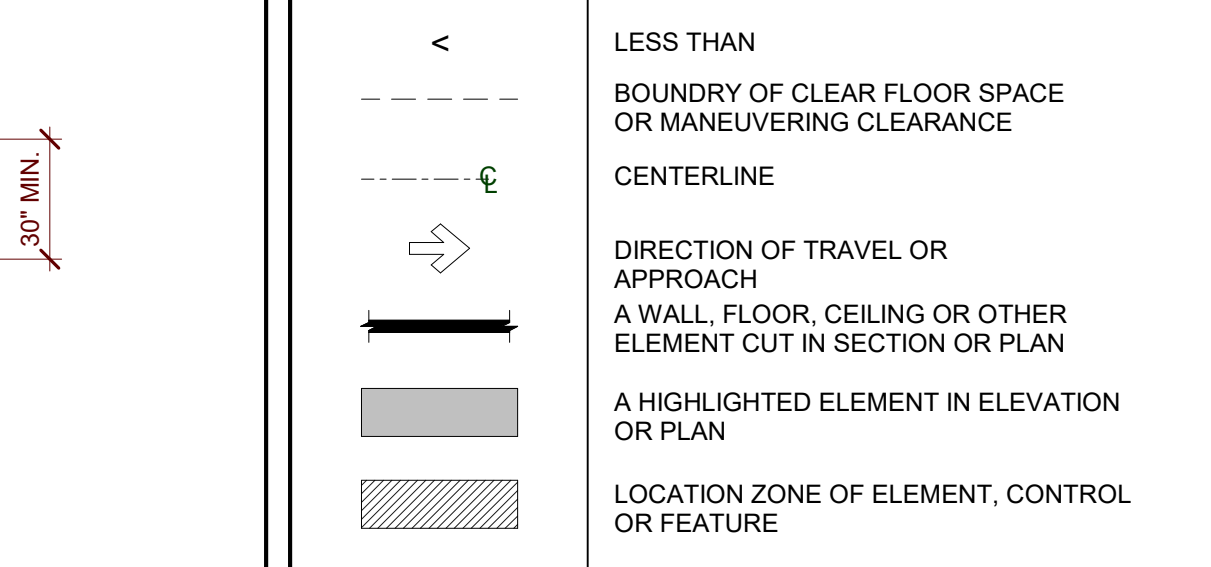 30" MIN.
< LESS THAN
BOUNDRY OF CLEAR FLOOR SPACE
OR MANEUVERING CLEARANCE
℄ CENTERLINE
DIRECTION OF TRAVEL OR
APPROACH
A WALL, FLOOR, CEILING OR OTHER
ELEMENT CUT IN SECTION OR PLAN
A HIGHLIGHTED ELEMENT IN ELEVATION
OR PLAN
LOCATION ZONE OF ELEMENT, CONTROL
OR FEATURE